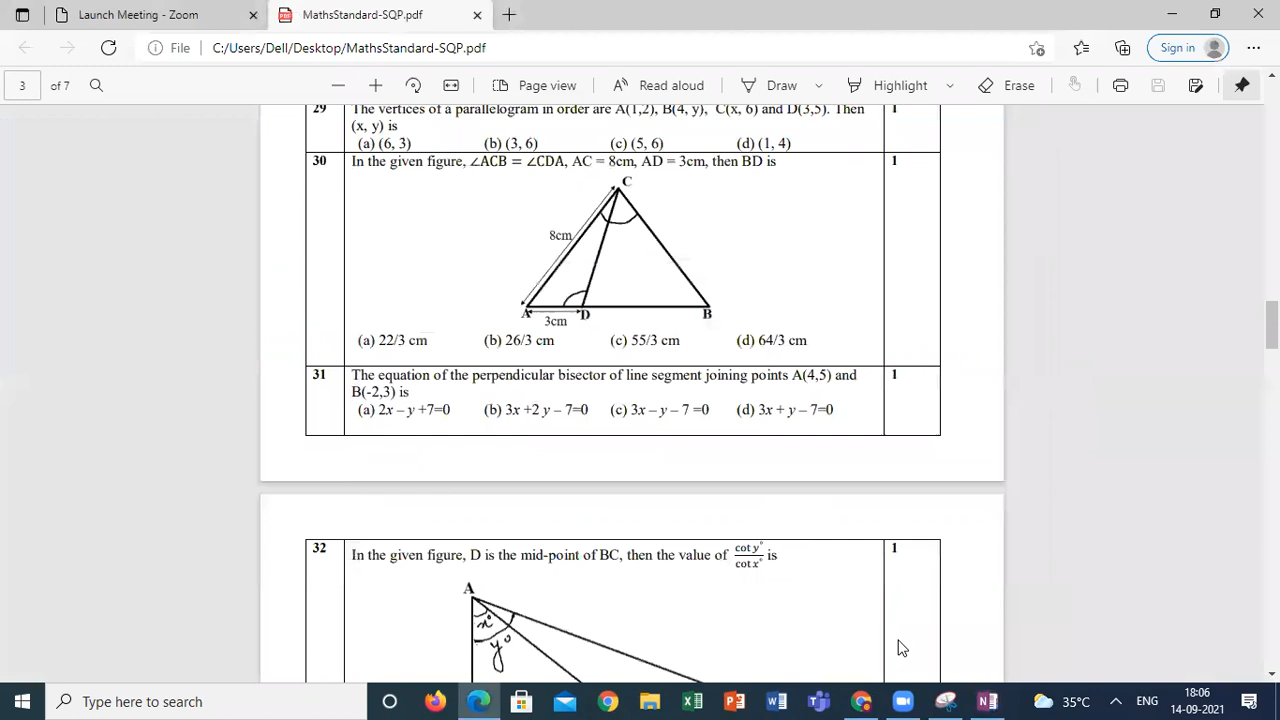 Launch Meeting - Zoom
MathsStandard-SQP.pdf
File
C:/Users/Dell/Desktop/MathsStandard-SQP.pdf
Sign in
3 of 7
Page view
Read aloud
Draw
Highlight
Erase
29 The vertices of a parallelogram in order are A(1,2), B(4, y), C(x, 6) and D(3,5). Then 1
(x, y) is
(a) (6, 3) (b) (3, 6) (c) (5, 6) (d) (1, 4)
30 In the given figure, ∠ACB = ∠CDA, AC = 8cm, AD = 3cm, then BD is 1
C
8cm
A D B
3cm
(a) 22/3 cm (b) 26/3 cm (c) 55/3 cm (d) 64/3 cm
31 The equation of the perpendicular bisector of line segment joining points A(4,5) and 1
B(-2,3) is
(a) 2x – y +7=0 (b) 3x +2 y – 7=0 (c) 3x – y – 7 =0 (d) 3x + y – 7=0
32 In the given figure, D is the mid-point of BC, then the value of cot y°/cot x° is 1
A
x°
y°
Type here to search
35°C
ENG
18:06
14-09-2021